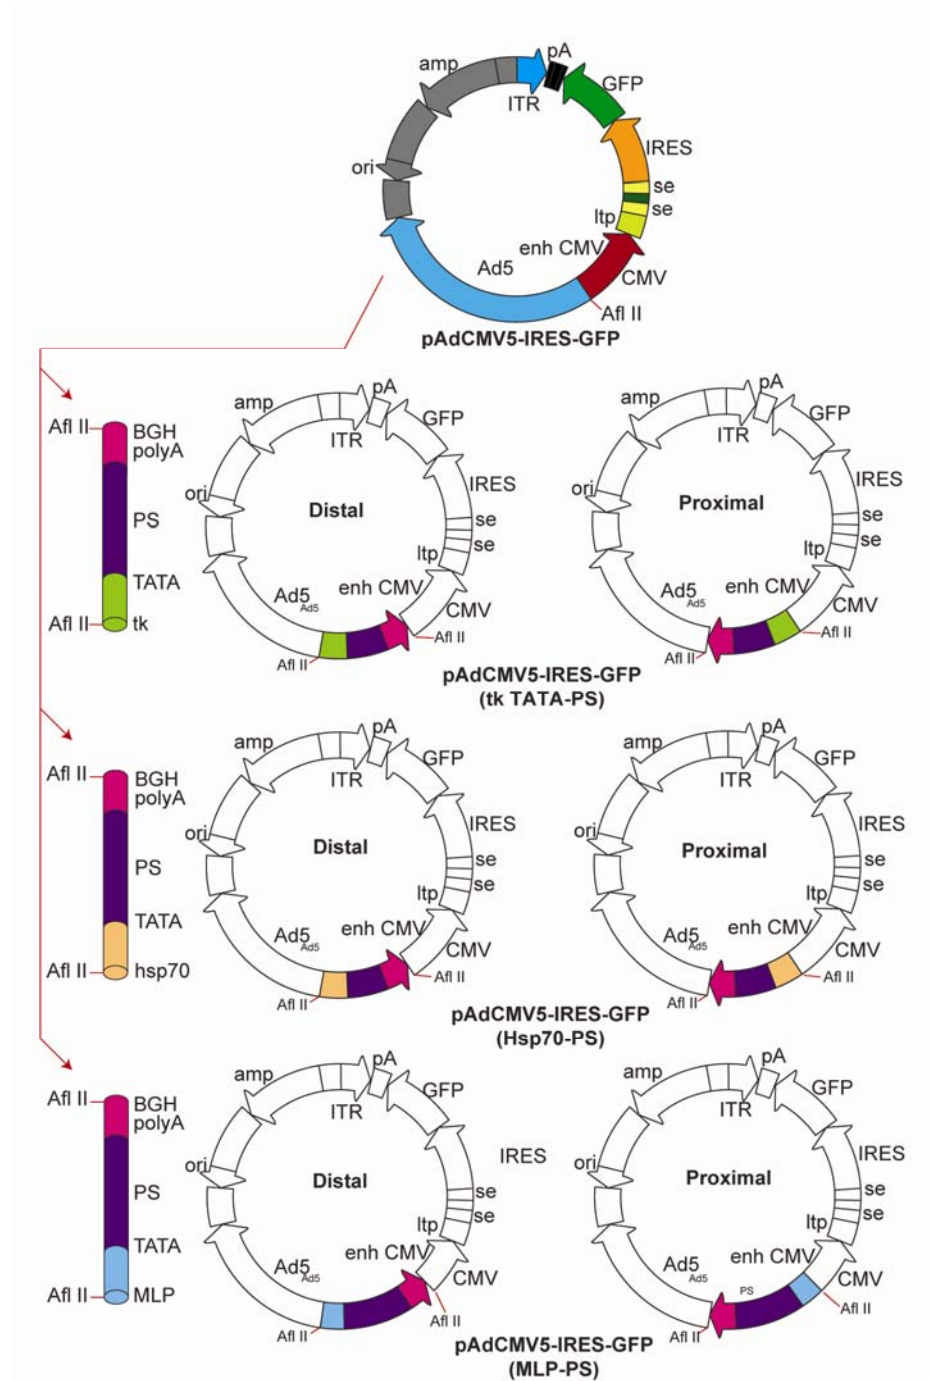 pA
amp
GFP
ITR
IRES
ori
se
se
ltp
enh CMV
Ad5
CMV
Afl II
pAdCMV5-IRES-GFP
Afl II
BGH
polyA
PS
TATA
Afl II
tk
pA
amp
GFP
ITR
IRES
ori
Distal
se
se
ltp
enh CMV
Ad5
Ad5
CMV
Afl II
Afl II
pA
amp
GFP
ITR
IRES
ori
Proximal
se
se
ltp
enh CMV
Ad5
Ad5
CMV
Afl II
Afl II
pAdCMV5-IRES-GFP
(tk TATA-PS)
Afl II
BGH
polyA
PS
TATA
Afl II
hsp70
pA
amp
GFP
ITR
IRES
ori
Distal
se
se
ltp
enh CMV
Ad5
Ad5
CMV
Afl II
Afl II
pA
amp
GFP
ITR
IRES
ori
Proximal
se
se
ltp
enh CMV
Ad5
Ad5
CMV
Afl II
Afl II
pAdCMV5-IRES-GFP
(Hsp70-PS)
Afl II
BGH
polyA
PS
TATA
Afl II
MLP
pA
amp
GFP
ITR
IRES
ori
Distal
se
se
ltp
enh CMV
Ad5
Ad5
CMV
Afl II
Afl II
pA
amp
GFP
ITR
IRES
ori
Proximal
se
se
ltp
enh CMV
Ad5
Ad5
PS
CMV
Afl II
Afl II
pAdCMV5-IRES-GFP
(MLP-PS)